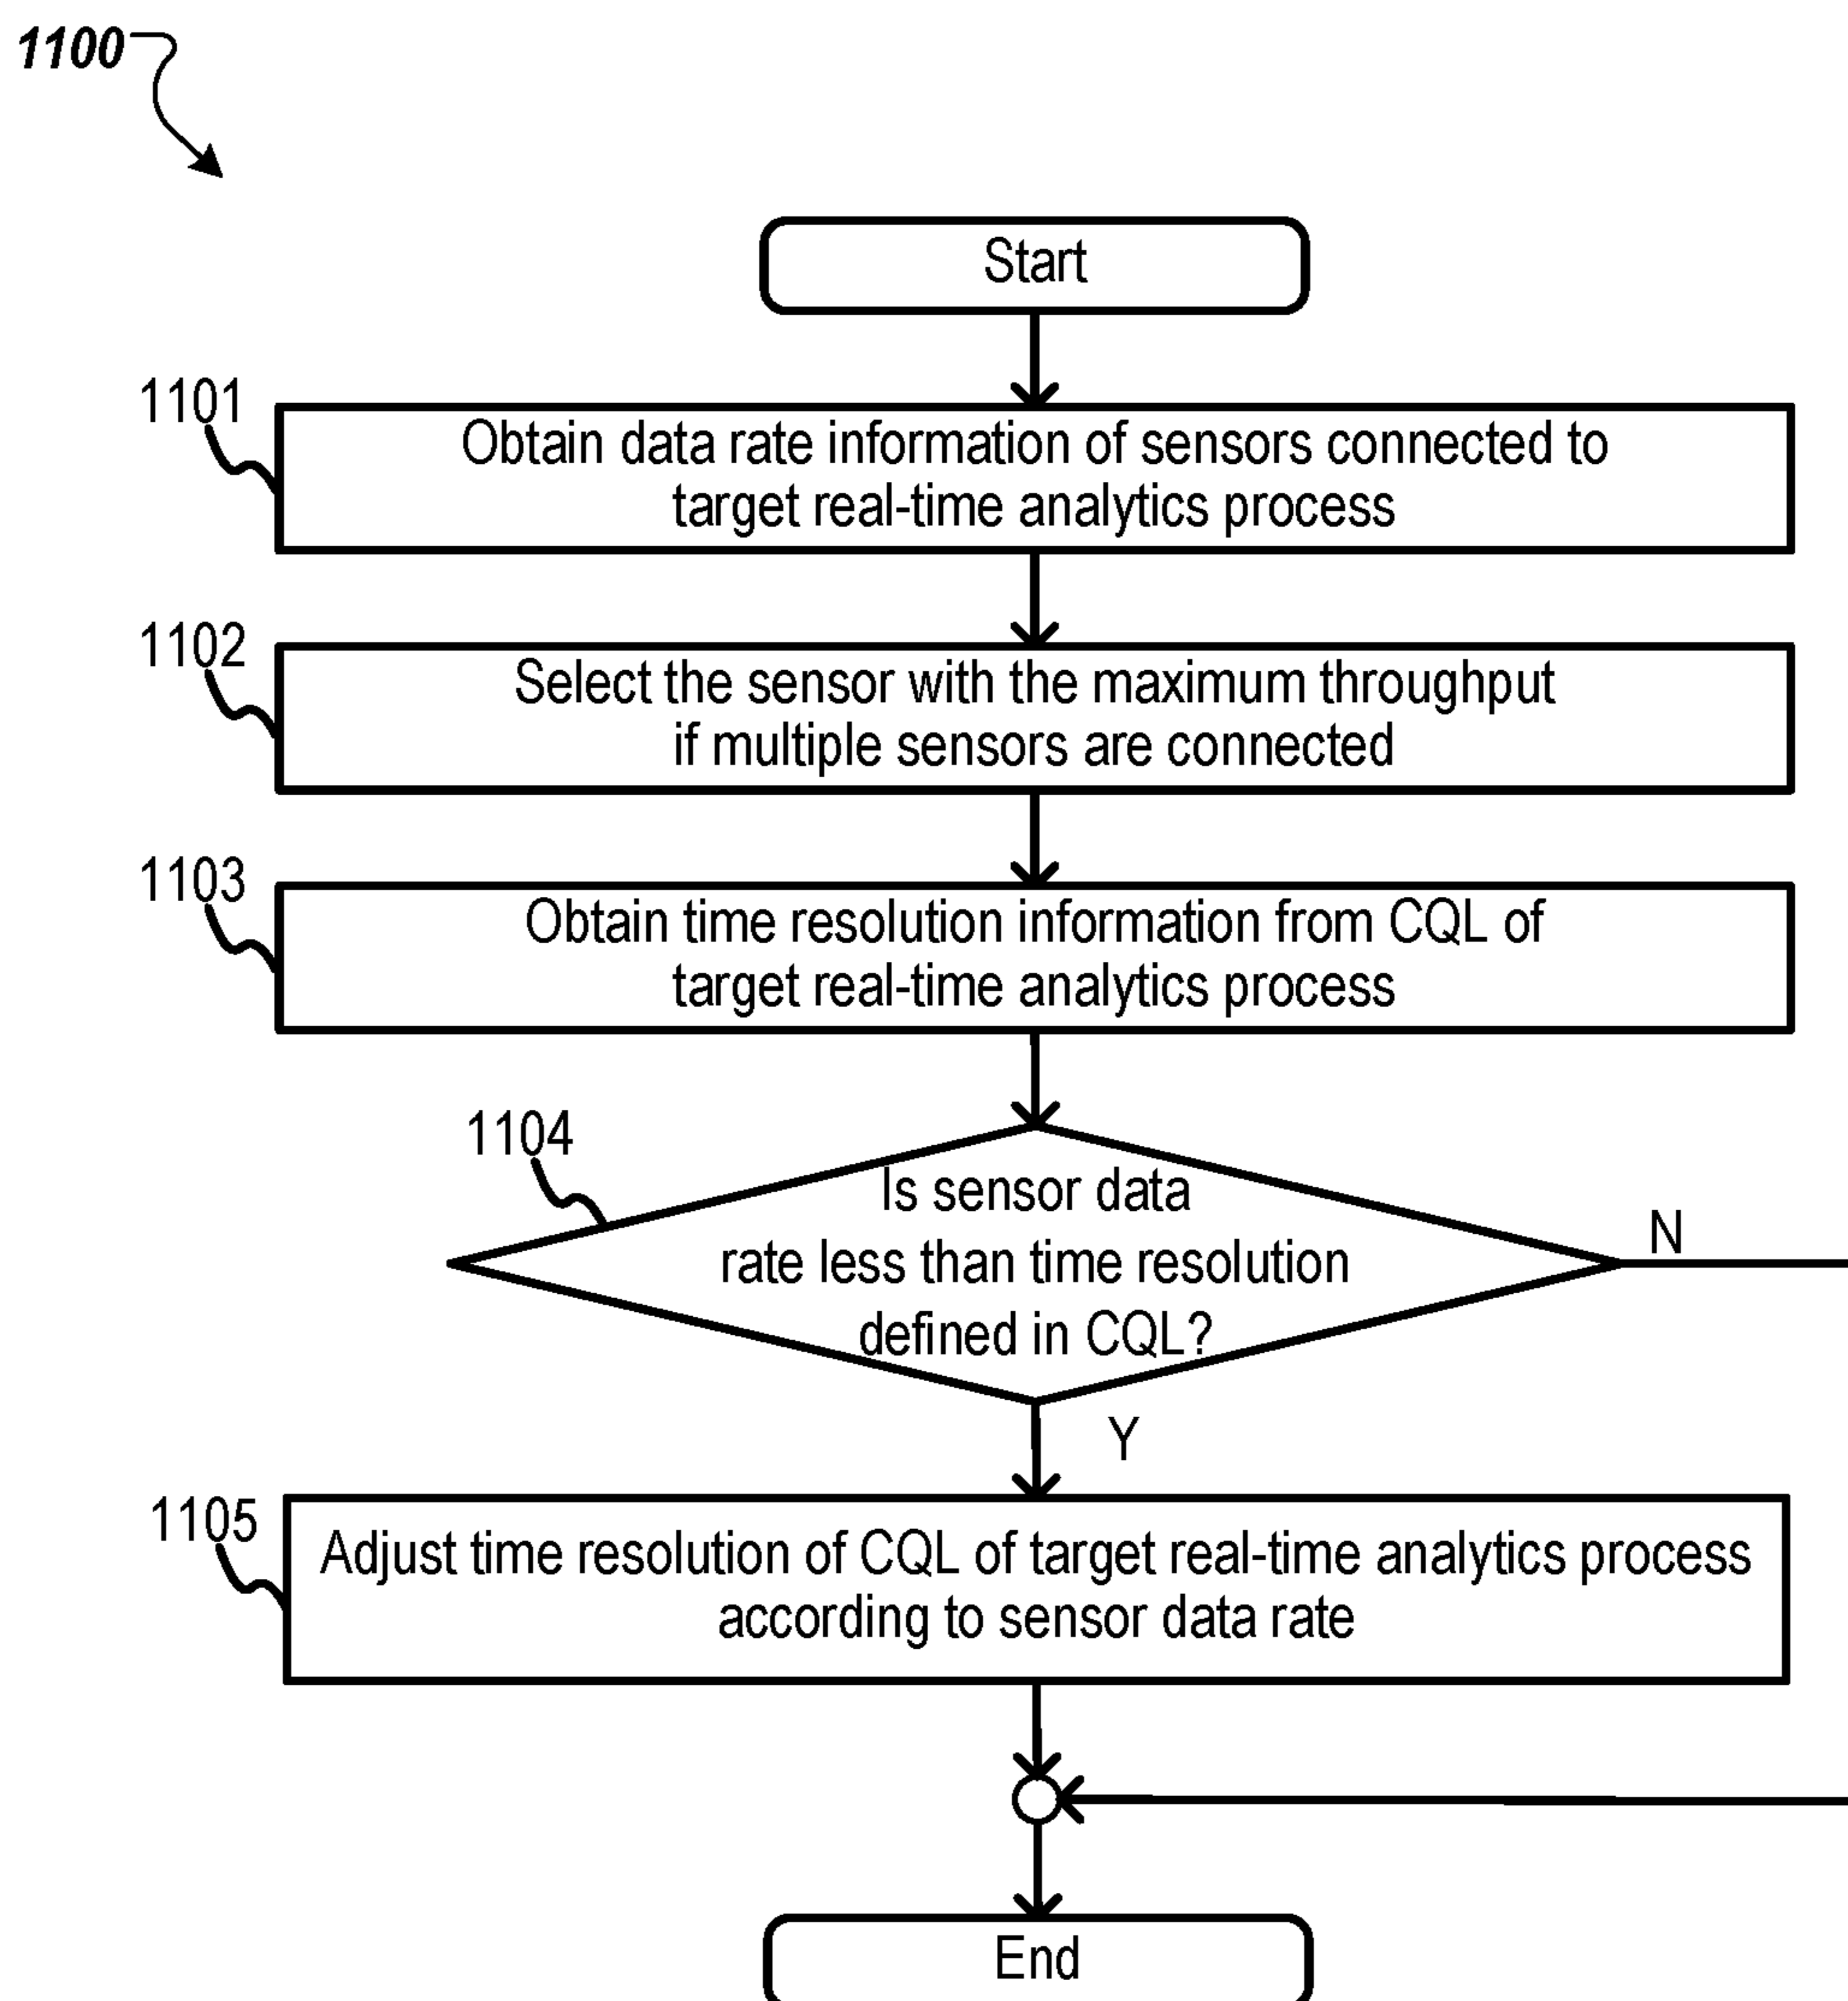 1100
Start
1101
Obtain data rate information of sensors connected to
target real-time analytics process
1102
Select the sensor with the maximum throughput
if multiple sensors are connected
1103
Obtain time resolution information from CQL of
target real-time analytics process
1104
Is sensor data
rate less than time resolution
defined in CQL?
N
Y
1105
Adjust time resolution of CQL of target real-time analytics process
according to sensor data rate
End